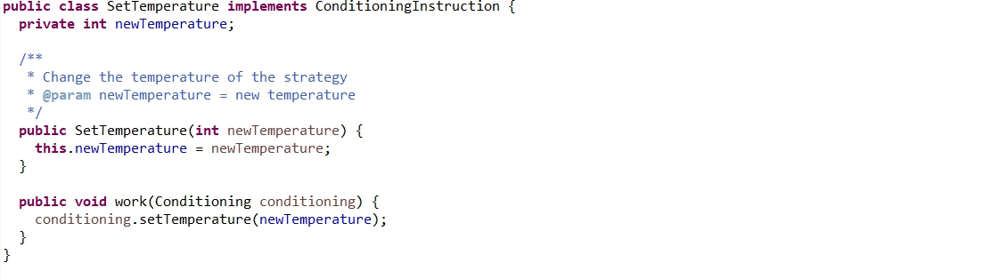 public class SetTemperature implements ConditioningInstruction {
  private int newTemperature;

  /**
   * Change the temperature of the strategy
   * @param newTemperature = new temperature
   */
  public SetTemperature(int newTemperature) {
    this.newTemperature = newTemperature;
  }

  public void work(Conditioning conditioning) {
    conditioning.setTemperature(newTemperature);
  }
}